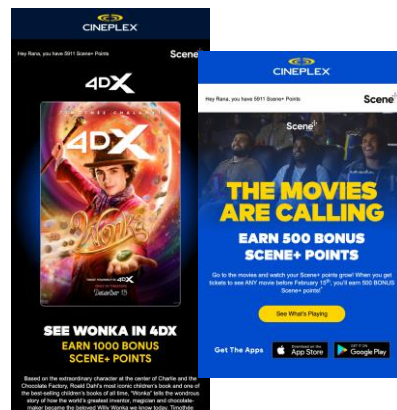 CINEPLEX
Hey Rana, you have 5911 Scene+ Points
Scene
4DX
TIMOTHÉE CHALAMET
4DX
Wonka
4DX
December 15
SEE WONKA IN 4DX
EARN 1000 BONUS
SCENE+ POINTS
Based on the extraordinary character at the center of Charlie and the
Chocolate Factory, Roald Dahl's most iconic children's book and one of
the best-selling children's books of all time, "Wonka" tells the wondrous
story of how the world's greatest inventor, magician and chocolate-
maker became the beloved Willy Wonka we know today. Timothée
CINEPLEX
Hey Rana, you have 5911 Scene+ Points
Scene+
Scene+
THE MOVIES
ARE CALLING
EARN 500 BONUS
SCENE+ POINTS
Go to the movies and watch your Scene+ points grow! When you get
tickets to see ANY movie before February 15th, you'll earn 500 BONUS
Scene+ points!
See What's Playing
Get The Apps
Download on the
App Store
GET IT ON
Google Play